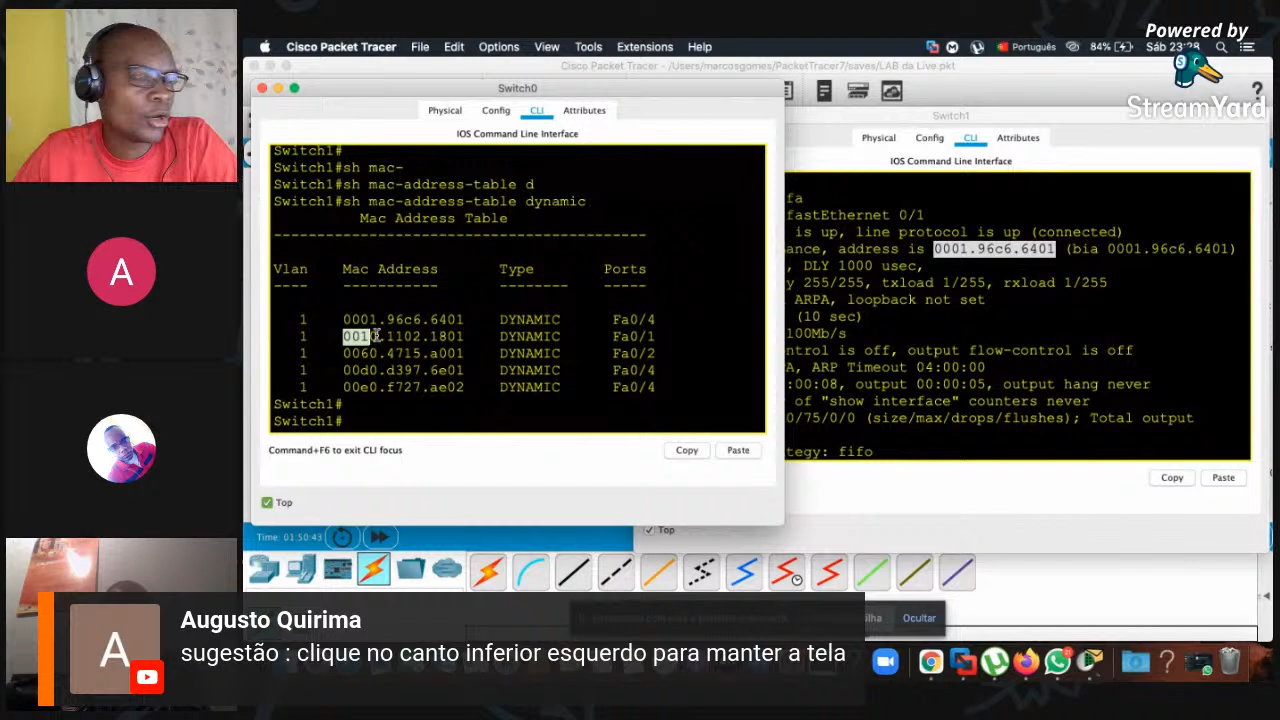 Powered by
S
StreamYard
Cisco Packet Tracer File Edit View Options Tools Extensions Help
Português 84% Sáb 23:28
Cisco Packet Tracer - /Users/marcosgomes/PacketTracer7/saves/LAB da Live.pkt
Switch0
Physical Config CLI Attributes
IOS Command Line Interface
Switch1#
Switch1#sh mac-
Switch1#sh mac-address-table d
Switch1#sh mac-address-table dynamic
Mac Address Table
-------------------------------------------
Vlan Mac Address Type Ports
---- ----------- -------- -----
1 0001.96c6.6401 DYNAMIC Fa0/4
1 0010.1102.1801 DYNAMIC Fa0/1
1 0060.4715.a001 DYNAMIC Fa0/2
1 00d0.d397.6e01 DYNAMIC Fa0/4
1 00e0.f727.ae02 DYNAMIC Fa0/4
Switch1#
Switch1#
Command+F6 to exit CLI focus
Copy Paste
Top
Switch1
Physical Config CLI Attributes
IOS Command Line Interface
fa
fastEthernet 0/1
is up, line protocol is up (connected)
ance, address is 0001.96c6.6401 (bia 0001.96c6.6401)
, DLY 1000 usec,
y 255/255, txload 1/255, rxload 1/255
ARPA, loopback not set
(10 sec)
100Mb/s
control is off, output flow-control is off
A, ARP Timeout 04:00:00
:00:08, output 00:00:05, output hang never
of "show interface" counters never
0/75/0/0 (size/max/drops/flushes); Total output
tegy: fifo
Copy Paste
Top
Time: 01:50:43
Ocultar
A
A
Augusto Quirima
sugestão : clique no canto inferior esquerdo para manter a tela